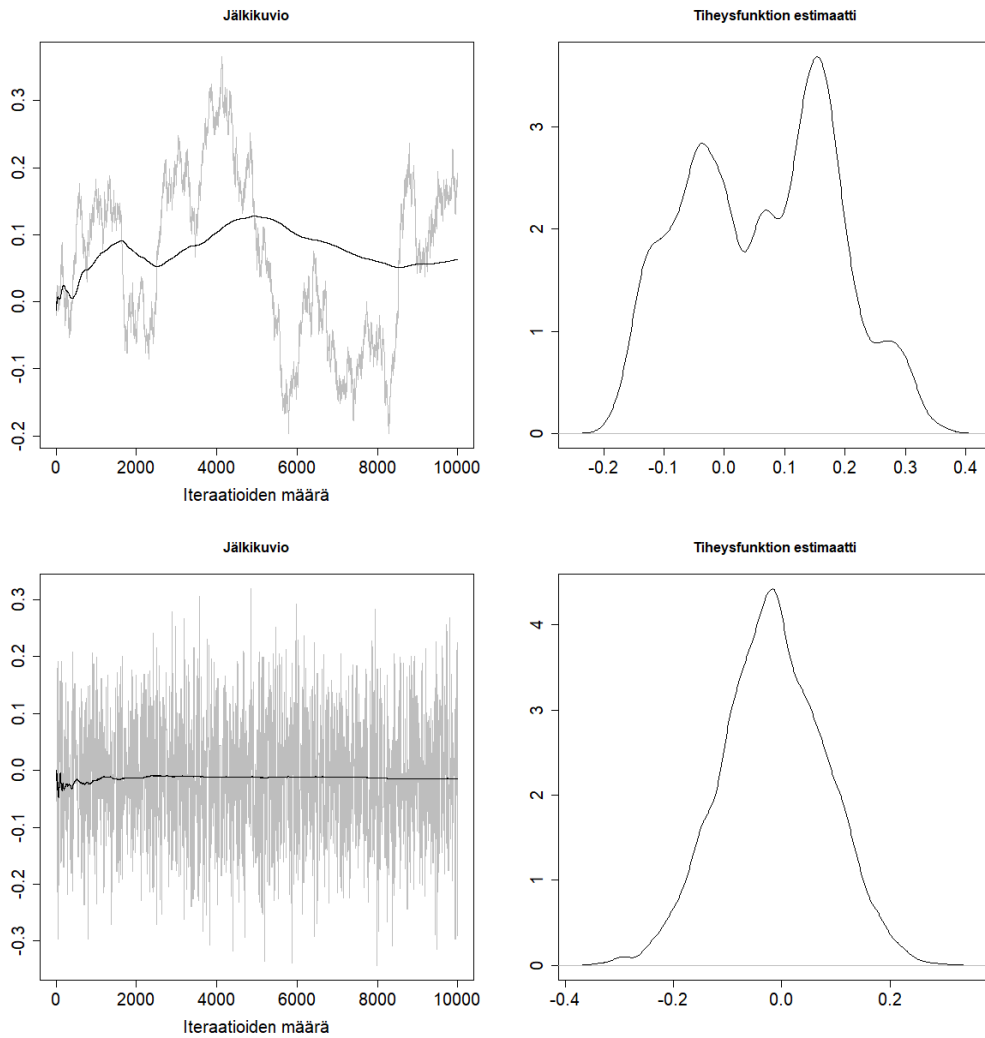 Jälkikuvio
Tiheysfunktion estimaatti
0.3
0.2
0.1
0.0
-0.1
-0.2
0 2000 4000 6000 8000 10000
Iteraatioiden määrä
3
2
1
0
-0.2 -0.1 0.0 0.1 0.2 0.3 0.4
Jälkikuvio
Tiheysfunktion estimaatti
0.3
0.2
0.1
0.0
-0.1
-0.2
-0.3
0 2000 4000 6000 8000 10000
Iteraatioiden määrä
4
3
2
1
0
-0.4 -0.2 0.0 0.2